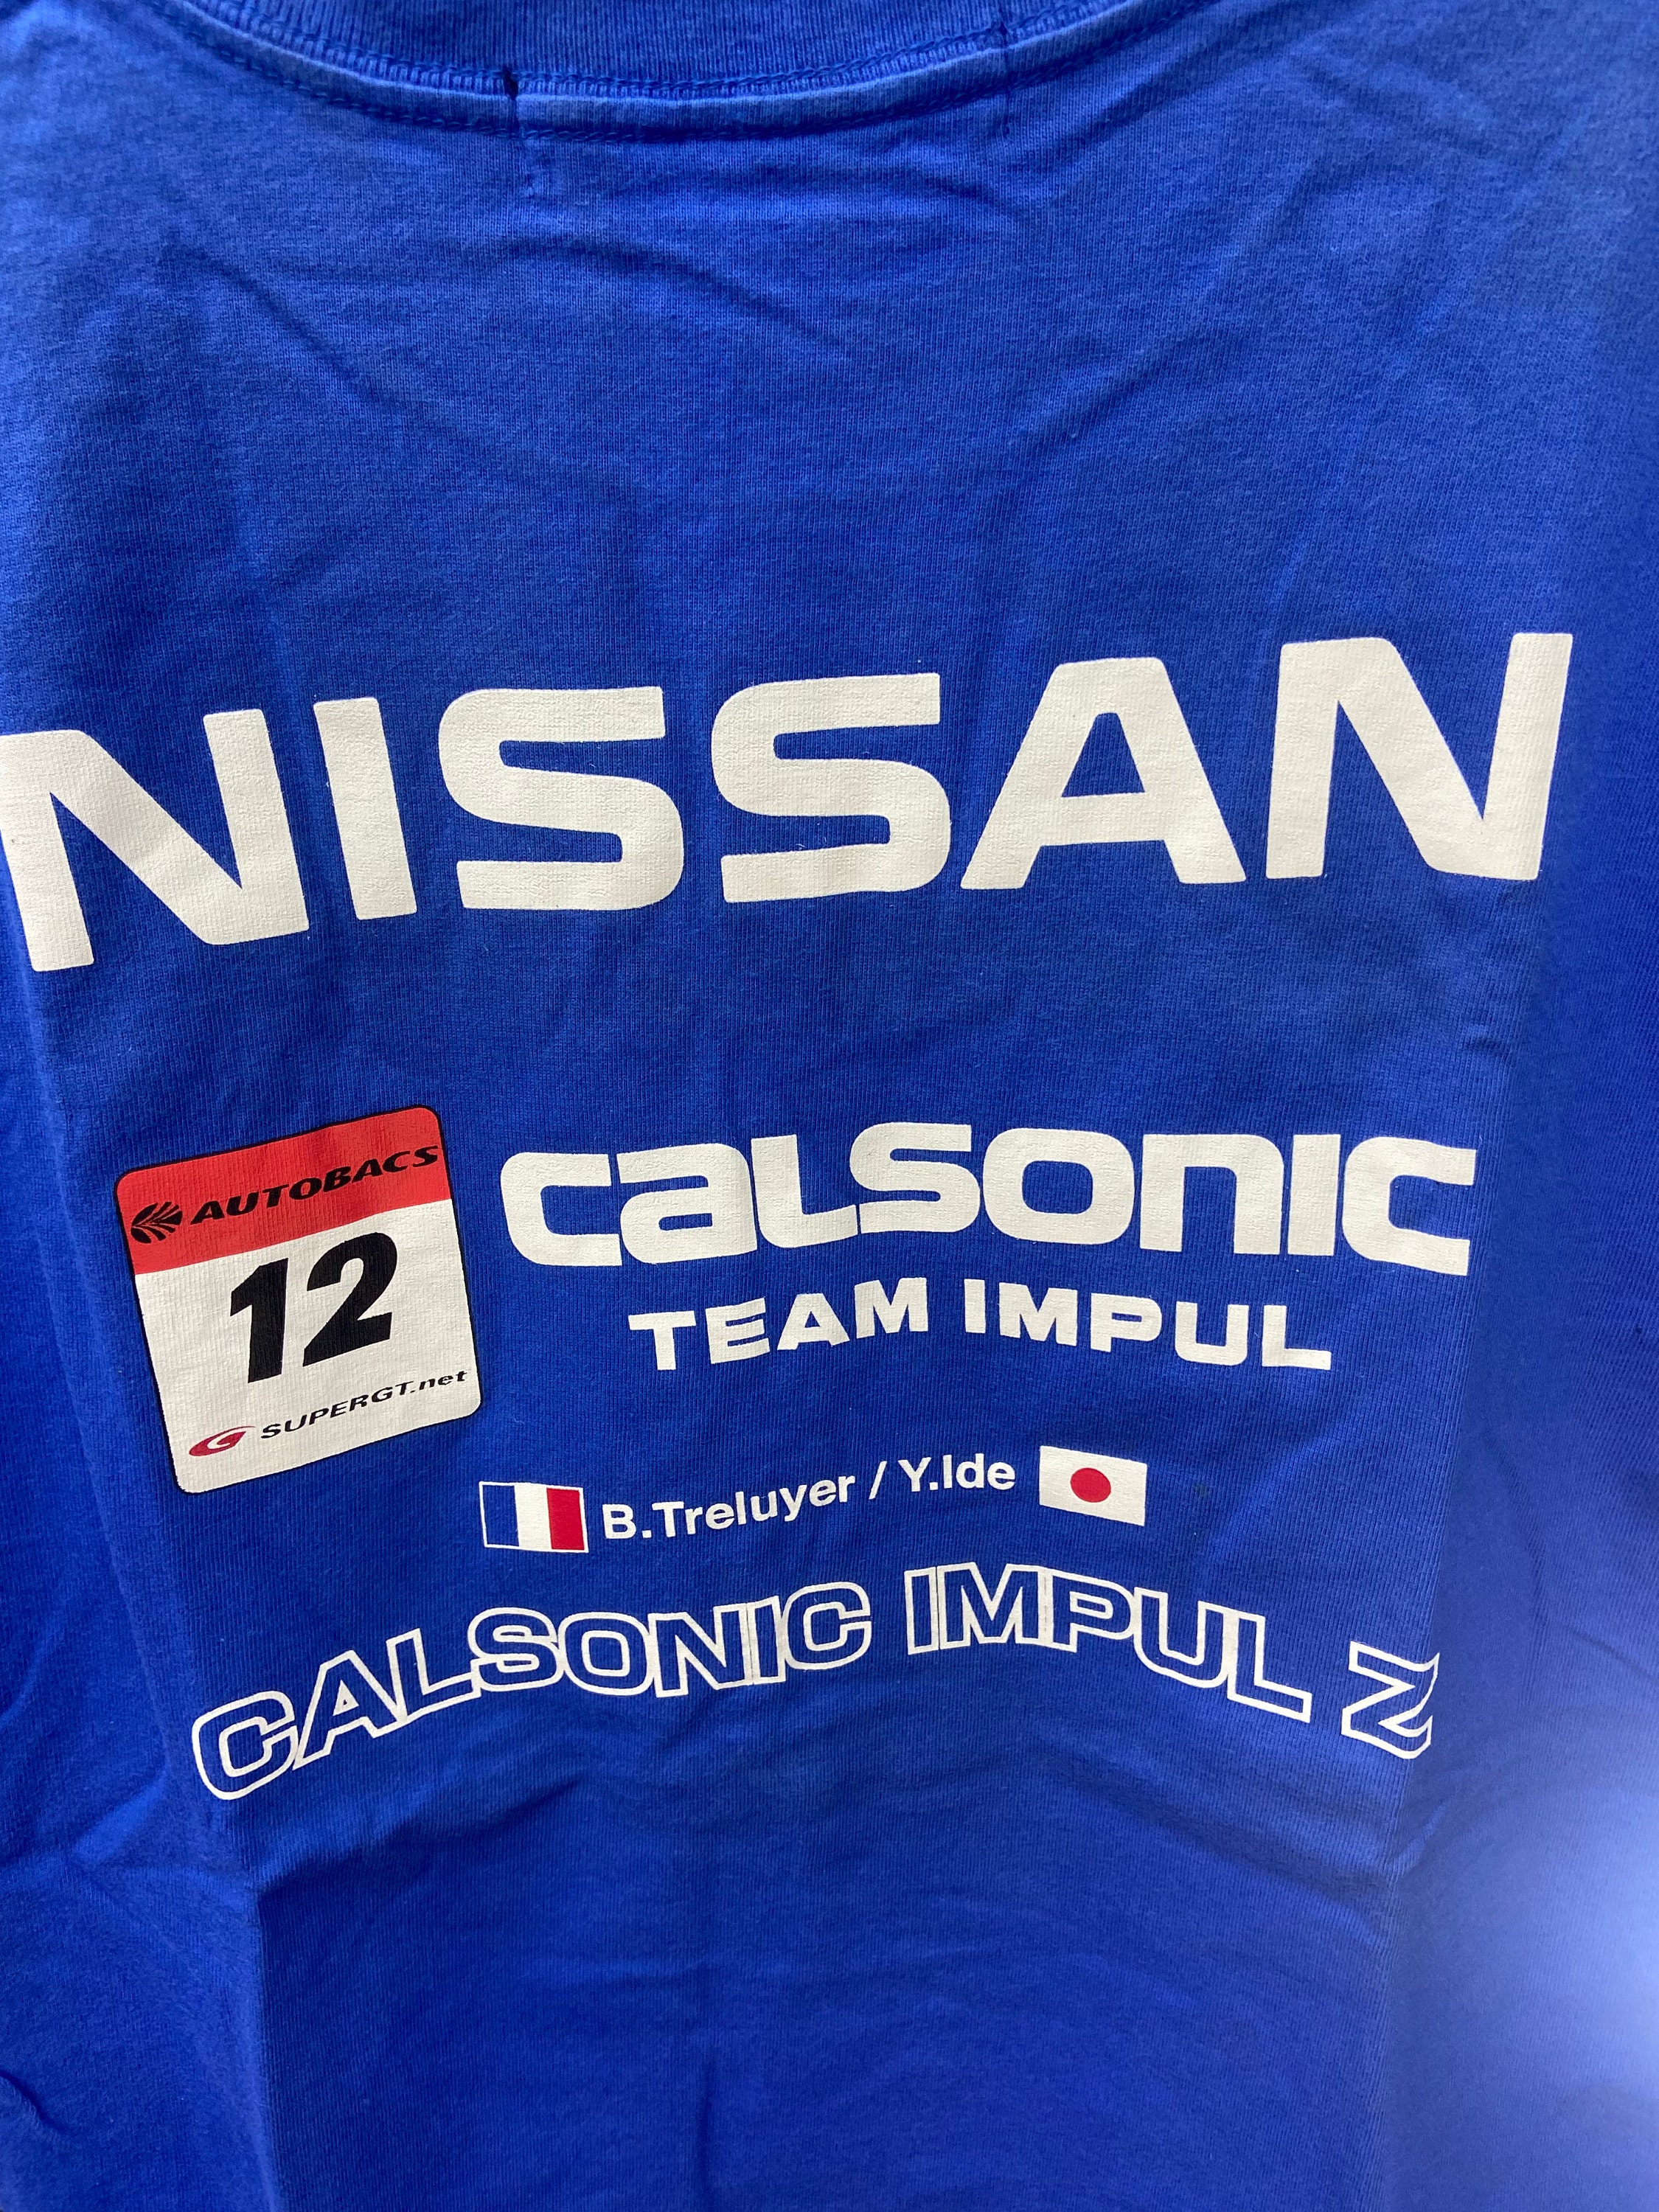 NISSAN
AUTOBACS
12
SUPERGT.net
calsonic
TEAM IMPUL
B.Treluyer / Y.Ide
CALSONIC IMPUL Z